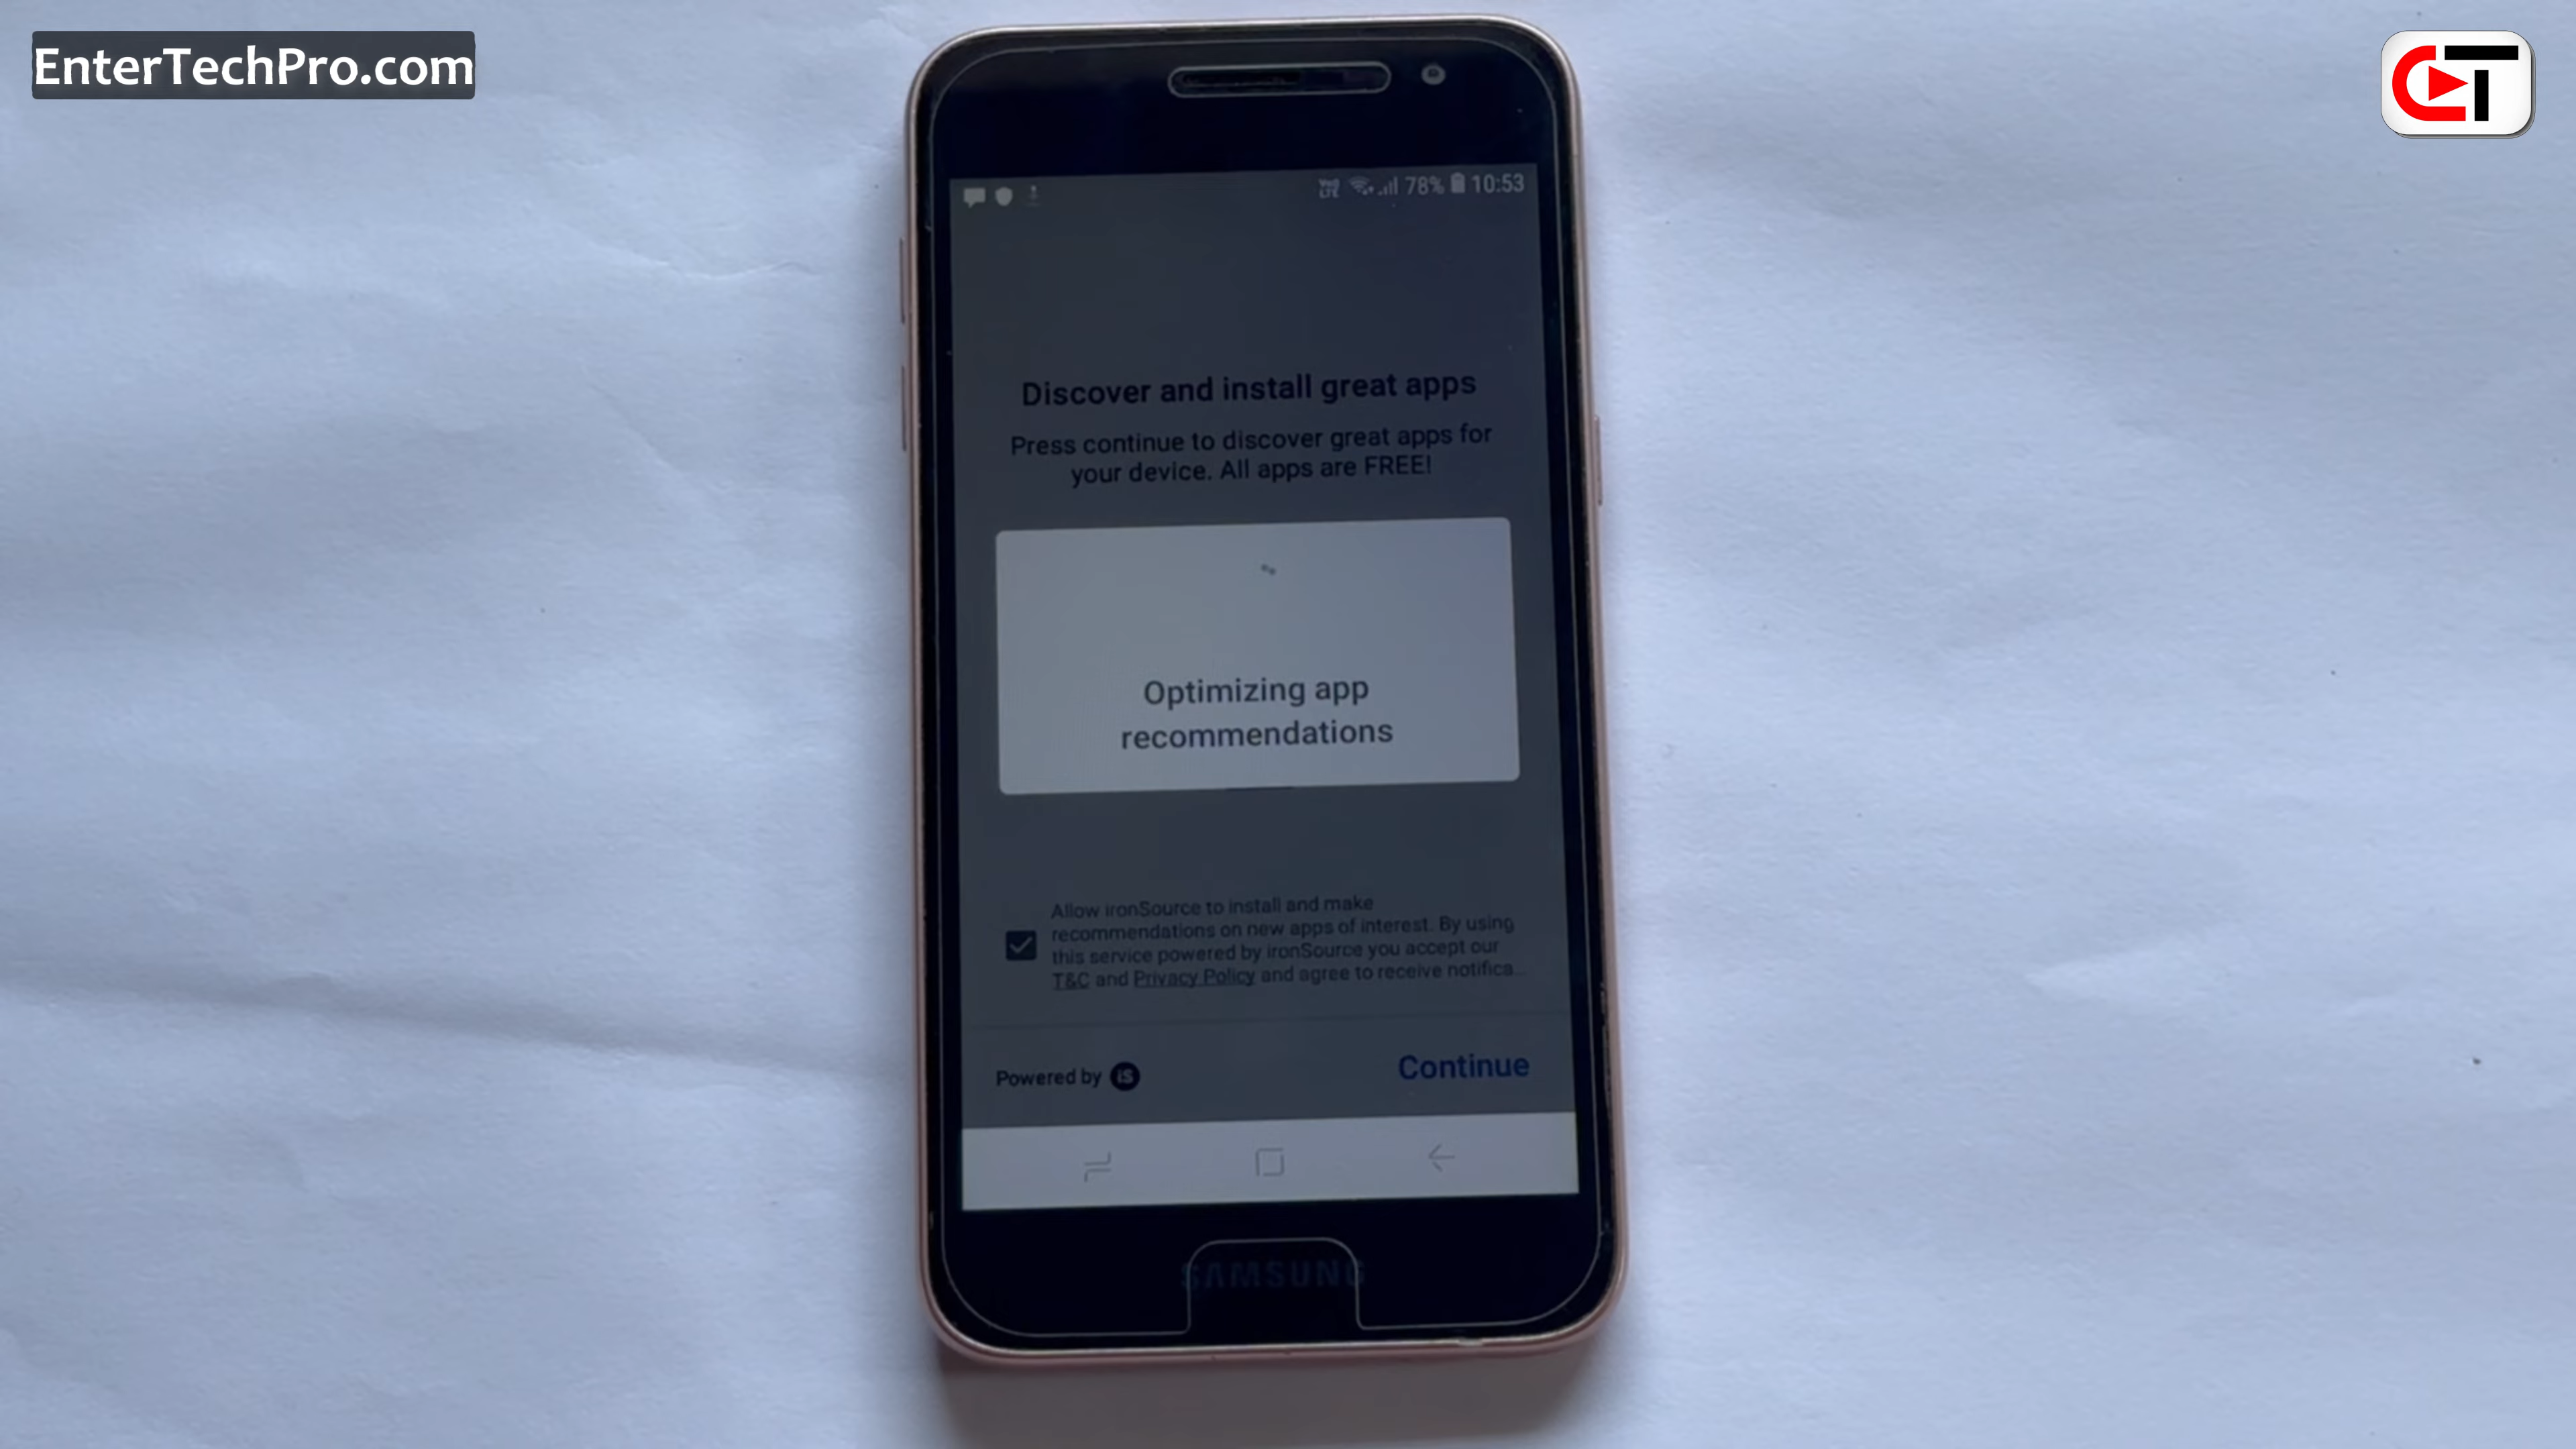 EnterTechPro.com
CT
VoLTE 78% 10:53
Discover and install great apps
Press continue to discover great apps for
your device. All apps are FREE!
Optimizing app
recommendations
Allow ironSource to install and make
recommendations on new apps of interest. By using
this service powered by ironSource you accept our
T&C and Privacy Policy and agree to receive notifica...
Powered by iS
Continue
SAMSUNG